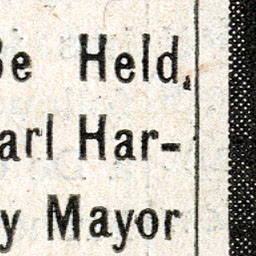 Be Held,
arl Har-
y Mayor